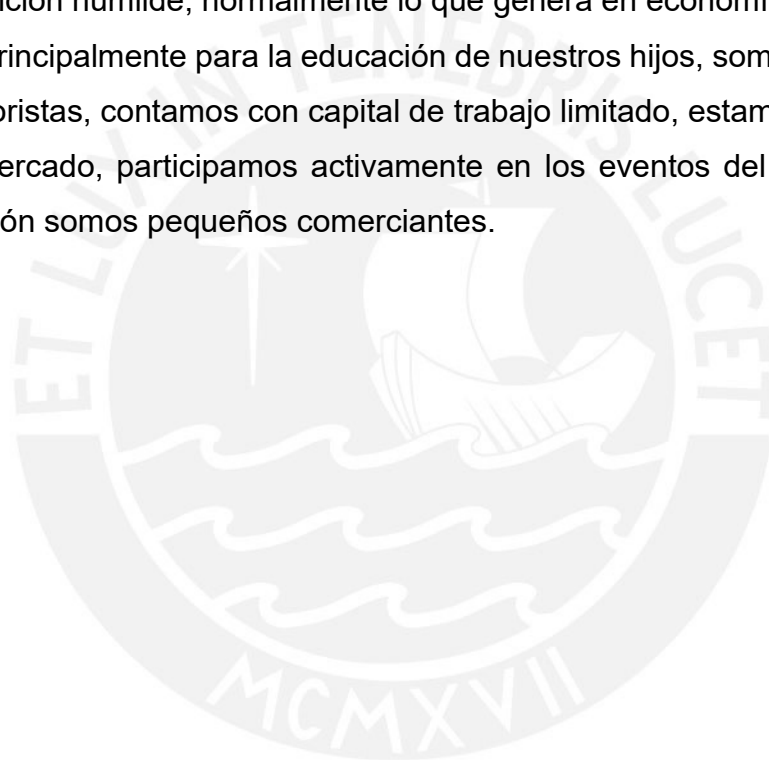 ción humilde, normalmente lo que genera en economí
rincipalmente para la educación de nuestros hijos, som
oristas, contamos con capital de trabajo limitado, estam
ercado, participamos activamente en los eventos del
ón somos pequeños comerciantes.
ET LUX IN TENEBRIS LUCET
MCMXVII